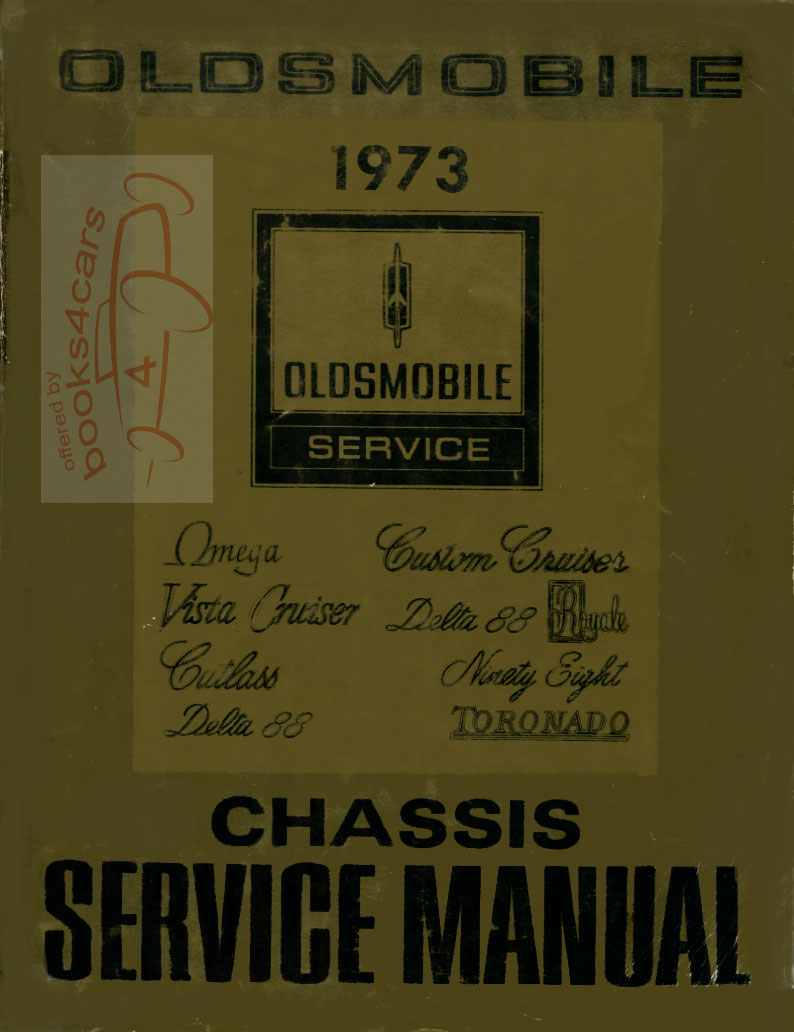 OLDSMOBILE
1973
offered by
books4cars
4
OLDSMOBILE
SERVICE
Omega
Custom Cruiser
Vista Cruiser
Delta 88 Royale
Cutlass
Ninety Eight
Delta 88
TORONADO
CHASSIS
SERVICE MANUAL